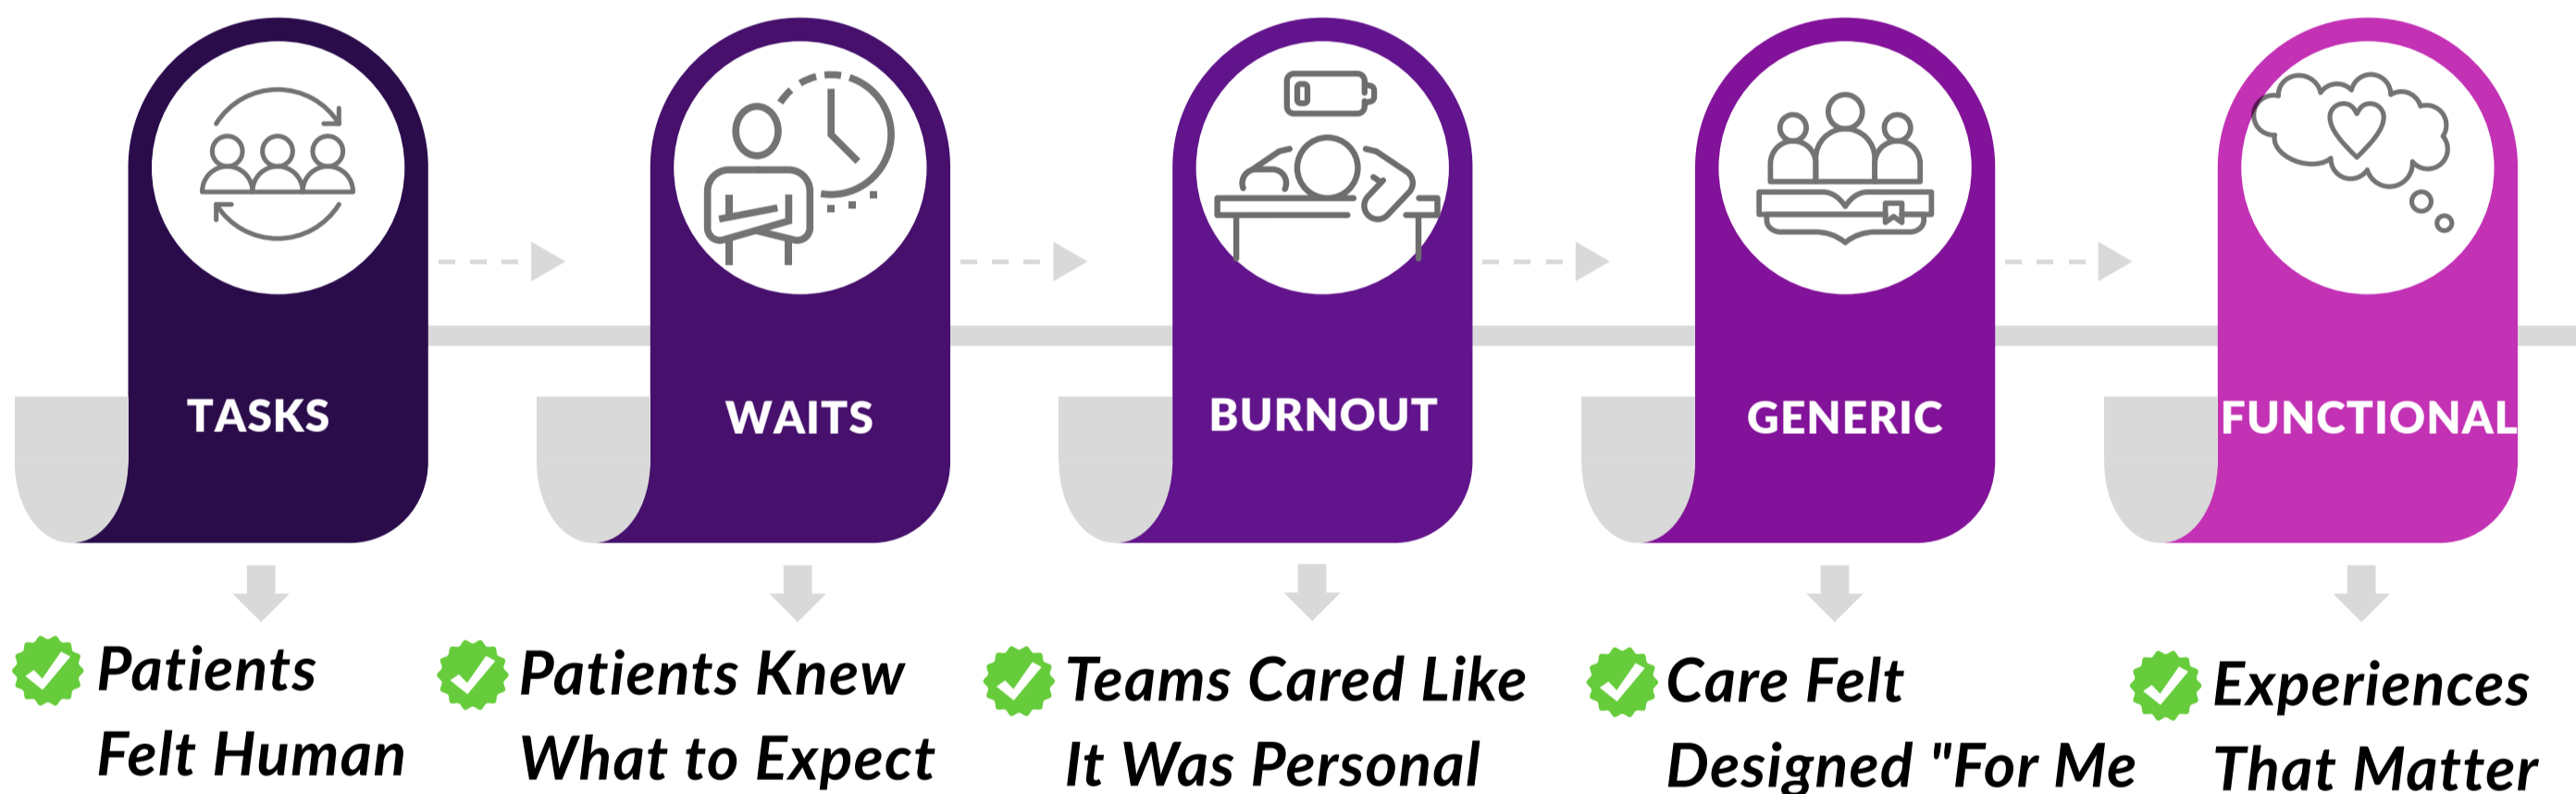 TASKS
WAITS
BURNOUT
GENERIC
FUNCTIONAL
Patients
Felt Human
Patients Knew
What to Expect
Teams Cared Like
It Was Personal
Care Felt
Designed "For Me
Experiences
That Matter